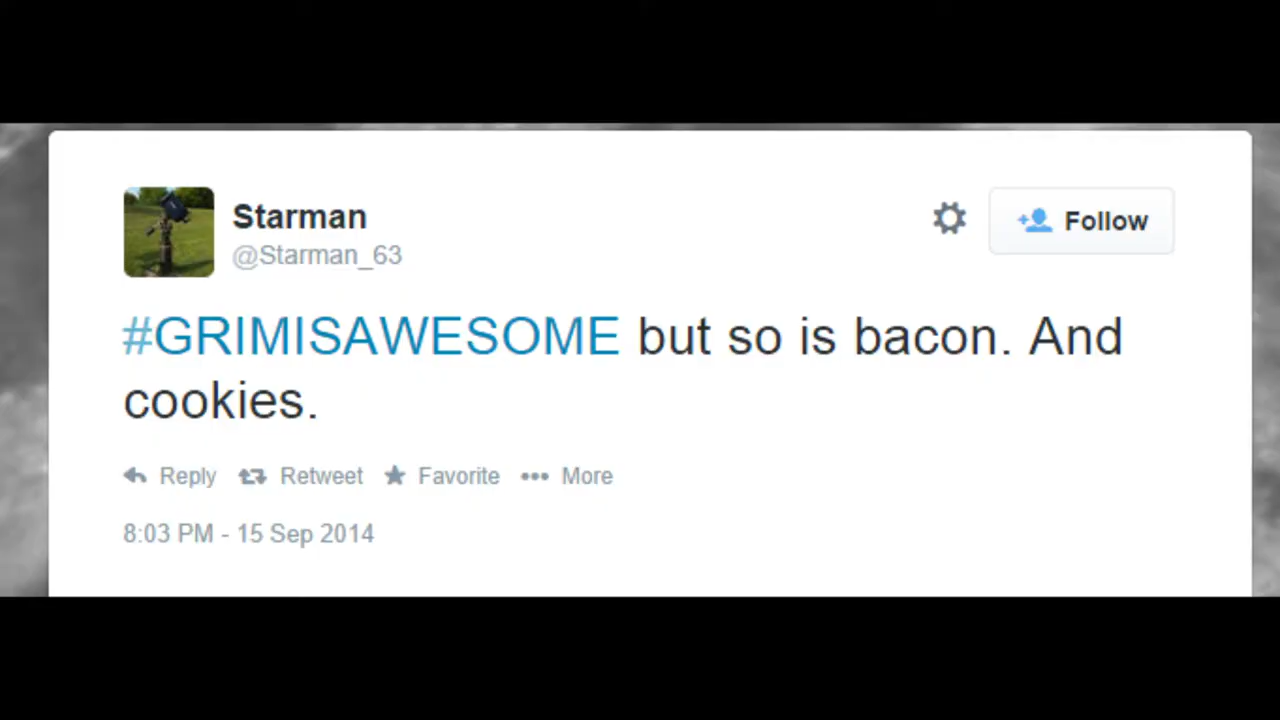 Starman
@Starman_63
Follow
#GRIMISAWESOME but so is bacon. And
cookies.
Reply Retweet Favorite More
8:03 PM - 15 Sep 2014